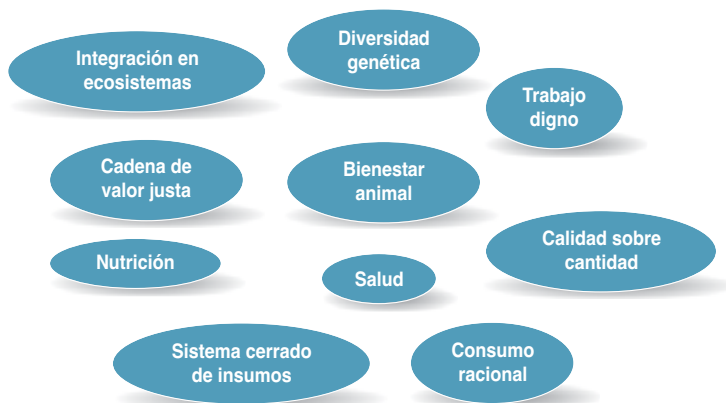 Integración en
ecosistemas
Diversidad
genética
Trabajo
digno
Cadena de
valor justa
Bienestar
animal
Calidad sobre
cantidad
Nutrición
Salud
Sistema cerrado
de insumos
Consumo
racional